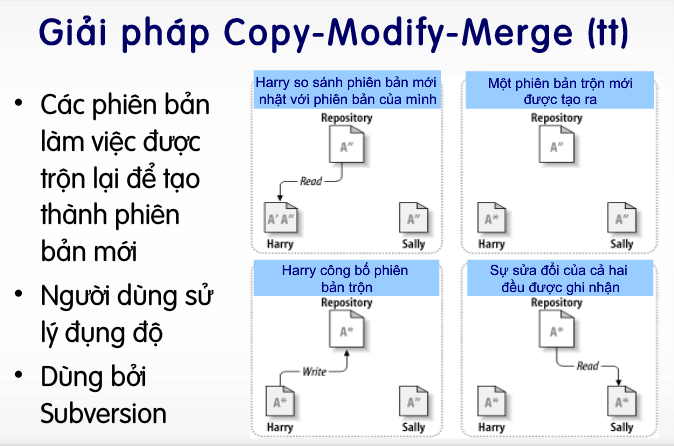 Giải pháp Copy-Modify-Merge (tt)
• Các phiên bản
làm việc được
trộn lại để tạo
thành phiên
bản mới
• Người dùng sử
lý đụng độ
• Dùng bởi
Subversion
Harry so sánh phiên bản mới
nhất với phiên bản của mình
Repository
A"
Read
A' A"
Harry
A"
Sally
Một phiên bản trộn mới
được tạo ra
Repository
A"
A*
Harry
A"
Sally
Harry công bố phiên
bản trộn
Repository
A*
Write
A*
Harry
A"
Sally
Sự sửa đổi của cả hai
đều được ghi nhận
Repository
A*
Read
A*
Harry
A*
Sally